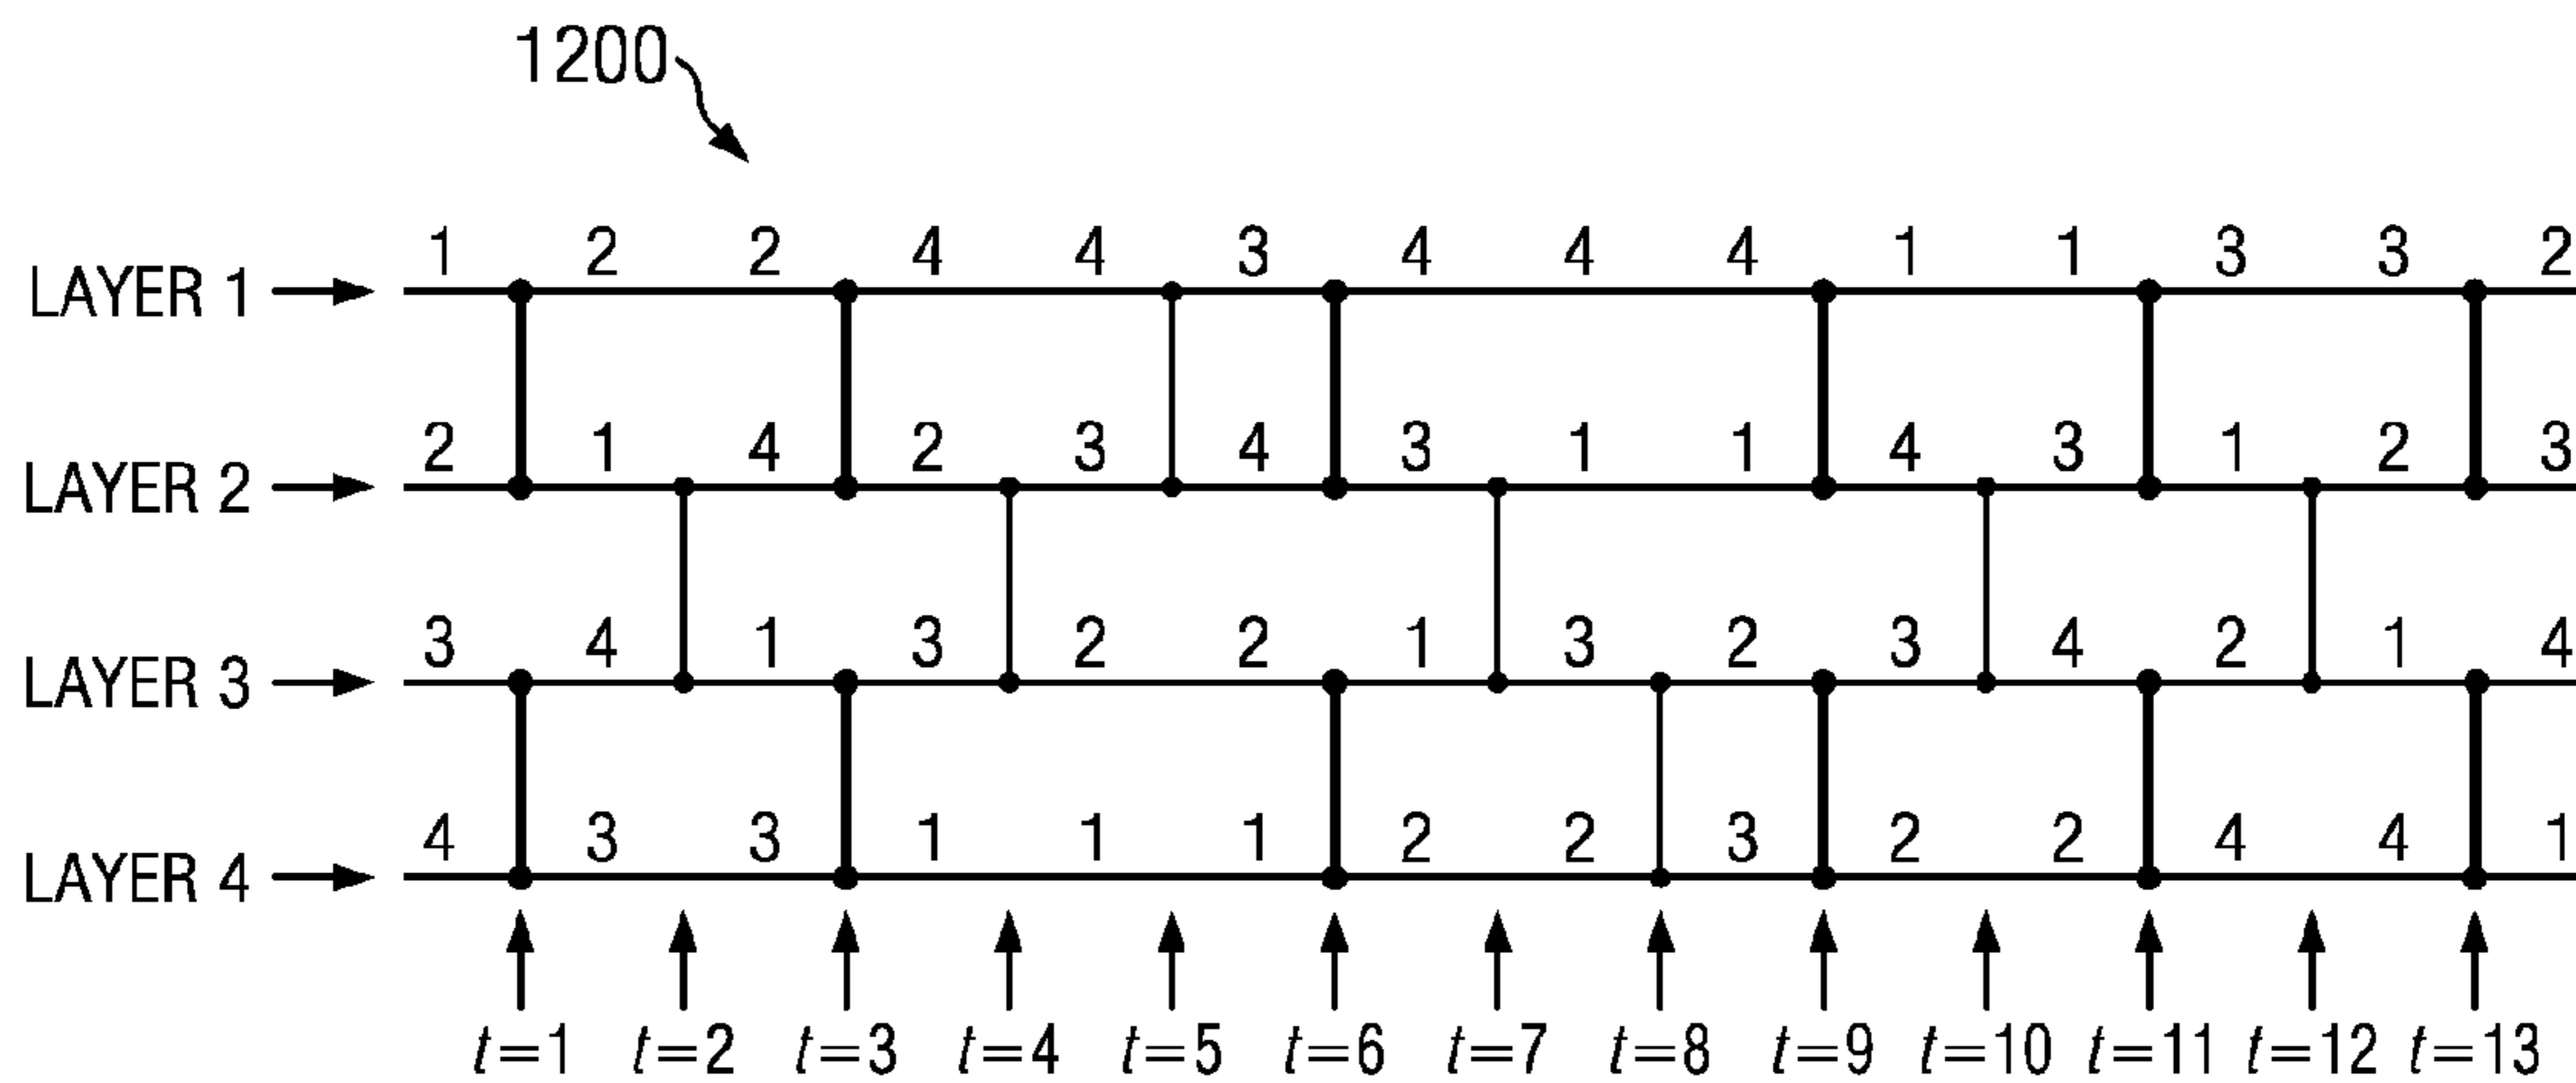 1200
1 2 2 4 4 3 4 4 4 1 1 3 3 2
LAYER 1
2 1 4 2 3 4 3 1 1 4 3 1 2 3
LAYER 2
3 4 1 3 2 2 1 3 2 3 4 2 1 4
LAYER 3
4 3 3 1 1 1 2 2 3 2 2 4 4 1
LAYER 4
t=1 t=2 t=3 t=4 t=5 t=6 t=7 t=8 t=9 t=10 t=11 t=12 t=13